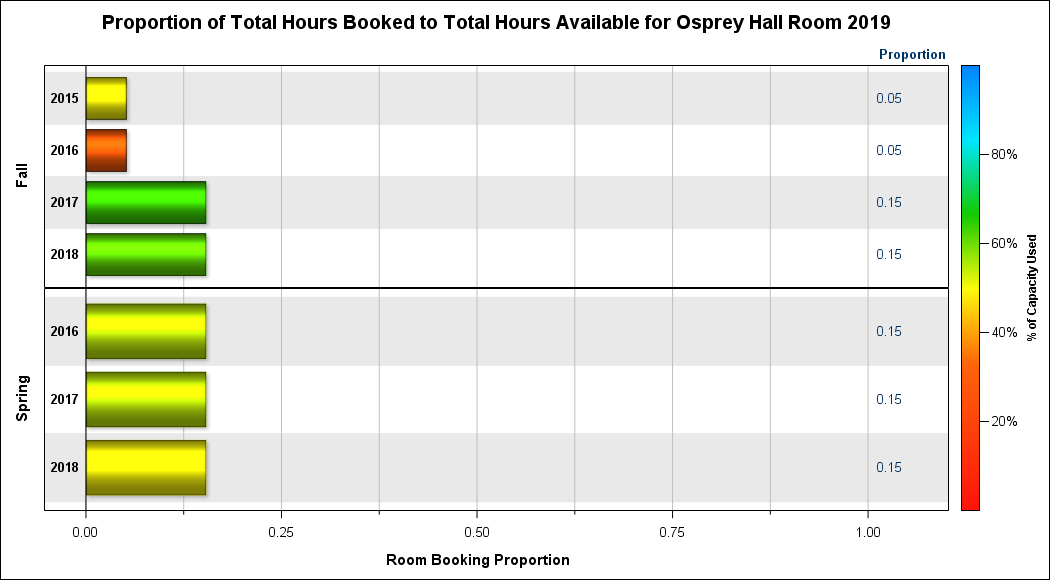 Proportion of Total Hours Booked to Total Hours Available for Osprey Hall Room 2019
Proportion
Fall
2015 0.05
2016 0.05
2017 0.15
2018 0.15
Spring
2016 0.15
2017 0.15
2018 0.15
0.00 0.25 0.50 0.75 1.00
Room Booking Proportion
80%
60%
40%
20%
% of Capacity Used